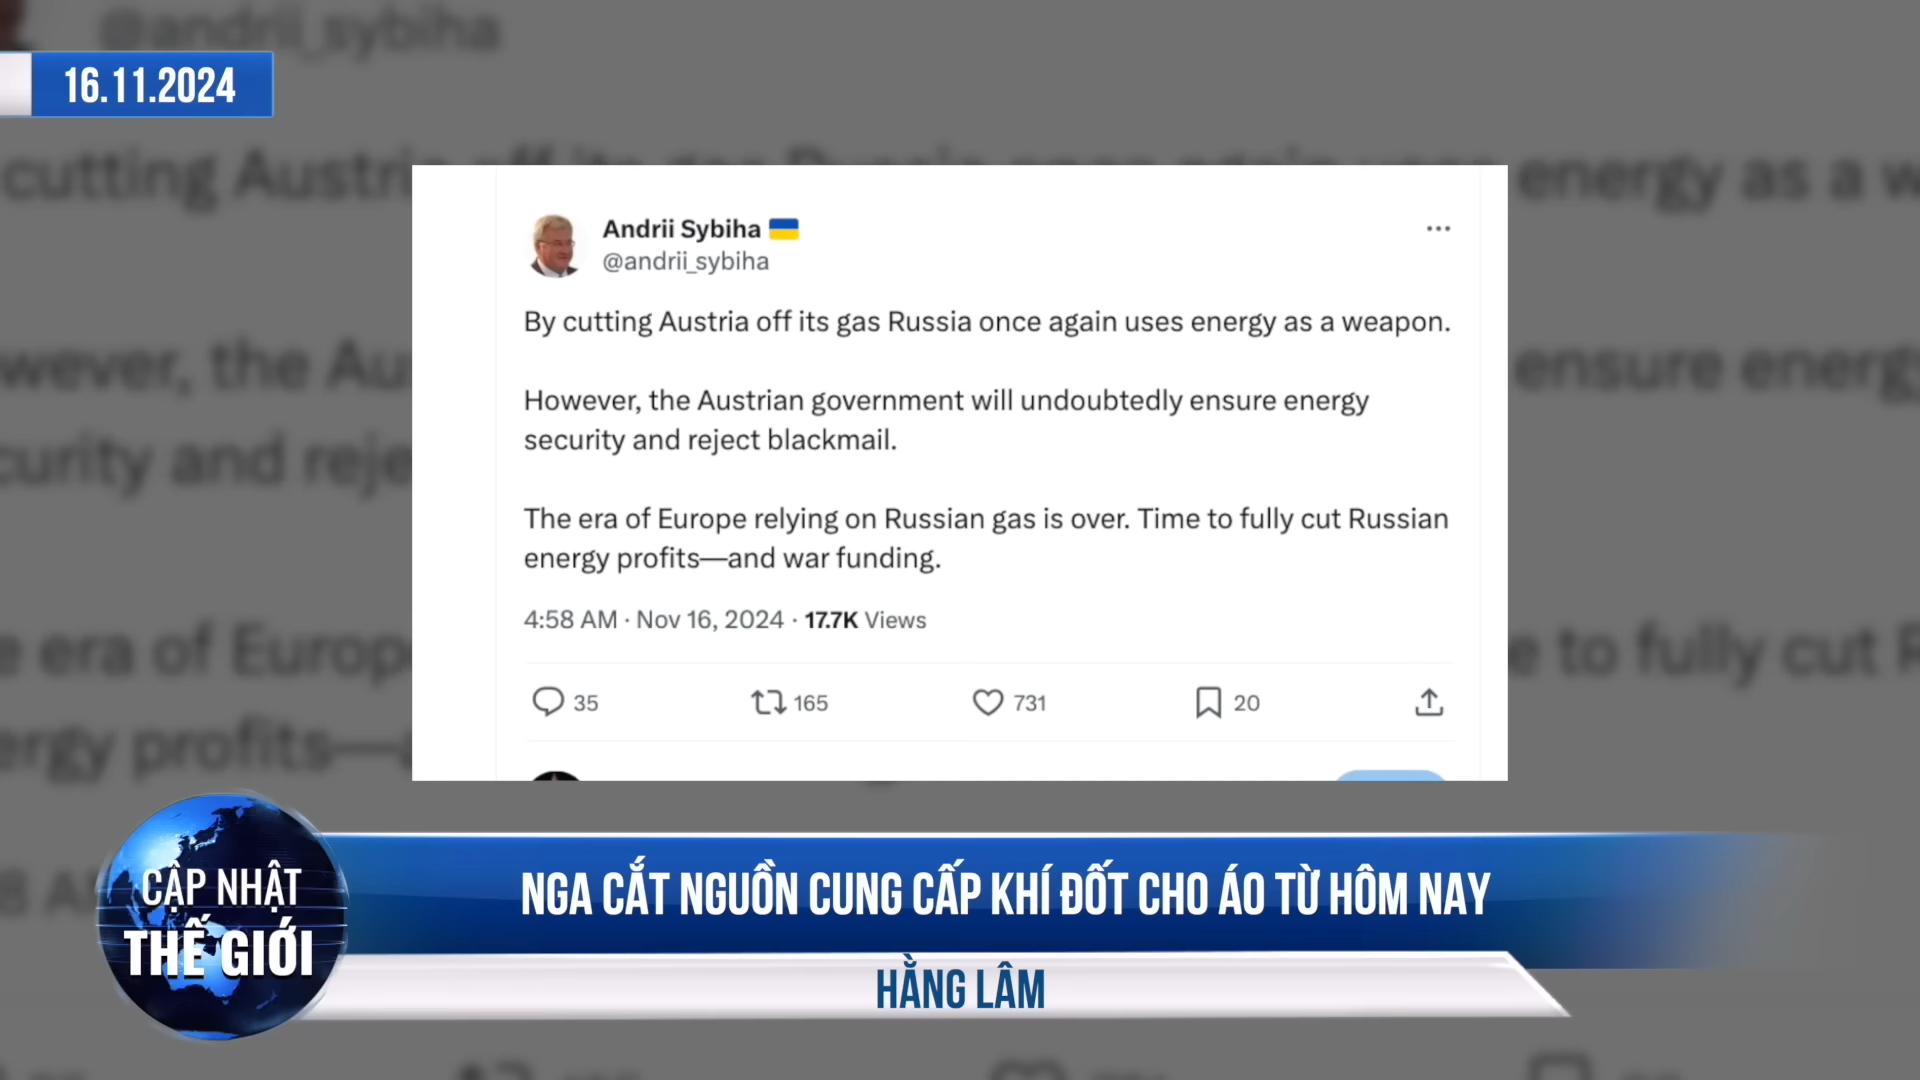 @andrii_sybiha
16.11.2024
Andrii Sybiha
@andrii_sybiha
By cutting Austria off its gas Russia once again uses energy as a weapon.
However, the Austrian government will undoubtedly ensure energy
security and reject blackmail.
The era of Europe relying on Russian gas is over. Time to fully cut Russian
energy profits—and war funding.
4:58 AM · Nov 16, 2024 · 17.7K Views
35 165 731 20
CẬP NHẬT
THẾ GIỚI
NGA CẮT NGUỒN CUNG CẤP KHÍ ĐỐT CHO ÁO TỪ HÔM NAY
HẰNG LÂM